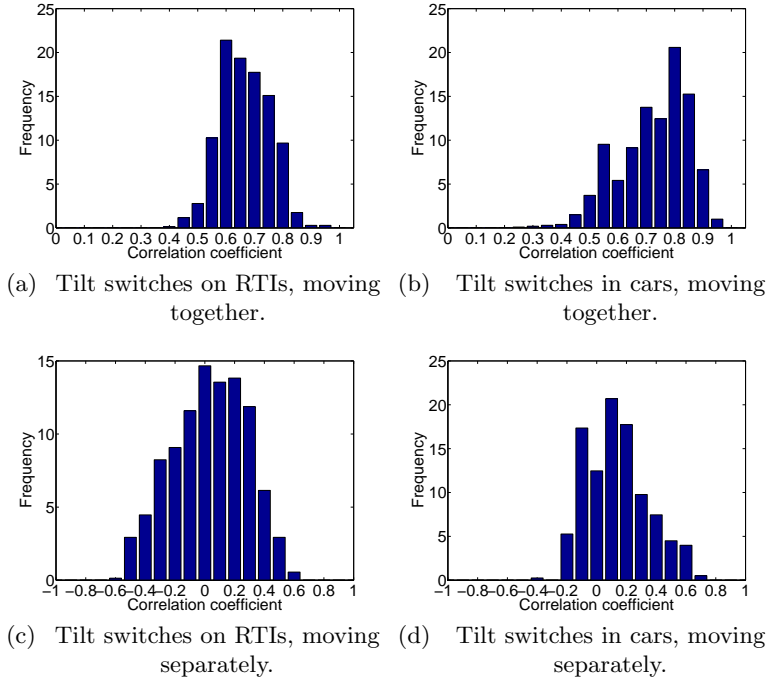 25
20
15
10
5
0
Frequency
0 0.1 0.2 0.3 0.4 0.5 0.6 0.7 0.8 0.9 1
Correlation coefficient
(a) Tilt switches on RTIs, moving
together.
25
20
15
10
5
0
Frequency
0 0.1 0.2 0.3 0.4 0.5 0.6 0.7 0.8 0.9 1
Correlation coefficient
(b) Tilt switches in cars, moving
together.
15
10
5
0
Frequency
−1 −0.8 −0.6 −0.4 −0.2 0 0.2 0.4 0.6 0.8 1
Correlation coefficient
(c) Tilt switches on RTIs, moving
separately.
25
20
15
10
5
0
Frequency
−1 −0.8 −0.6 −0.4 −0.2 0 0.2 0.4 0.6 0.8 1
Correlation coefficient
(d) Tilt switches in cars, moving
separately.